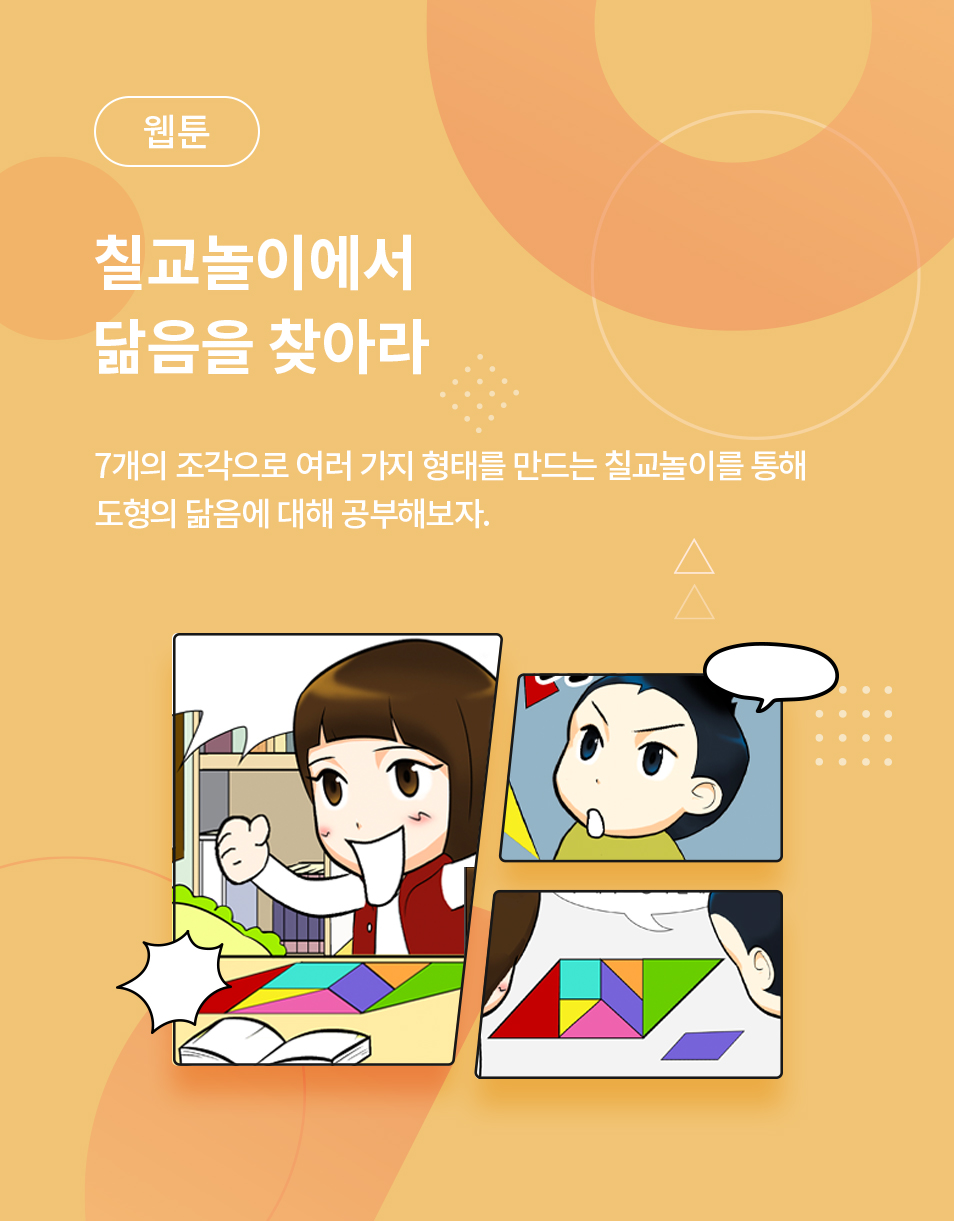 웹툰
칠교놀이에서
닮음을 찾아라
7개의 조각으로 여러 가지 형태를 만드는 칠교놀이를 통해
도형의 닮음에 대해 공부해보자.